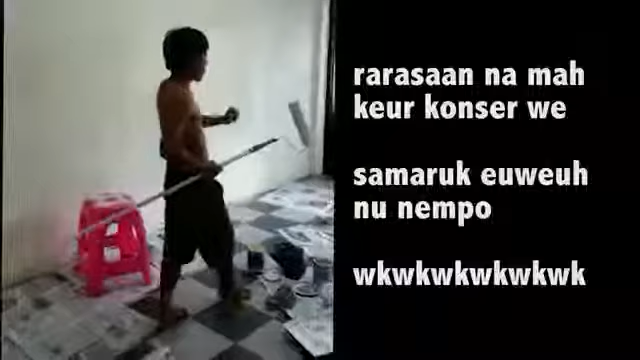 rarasaan na mah
keur konser we
samaruk euweuh
nu nempo
wkwkwkwkwkwk